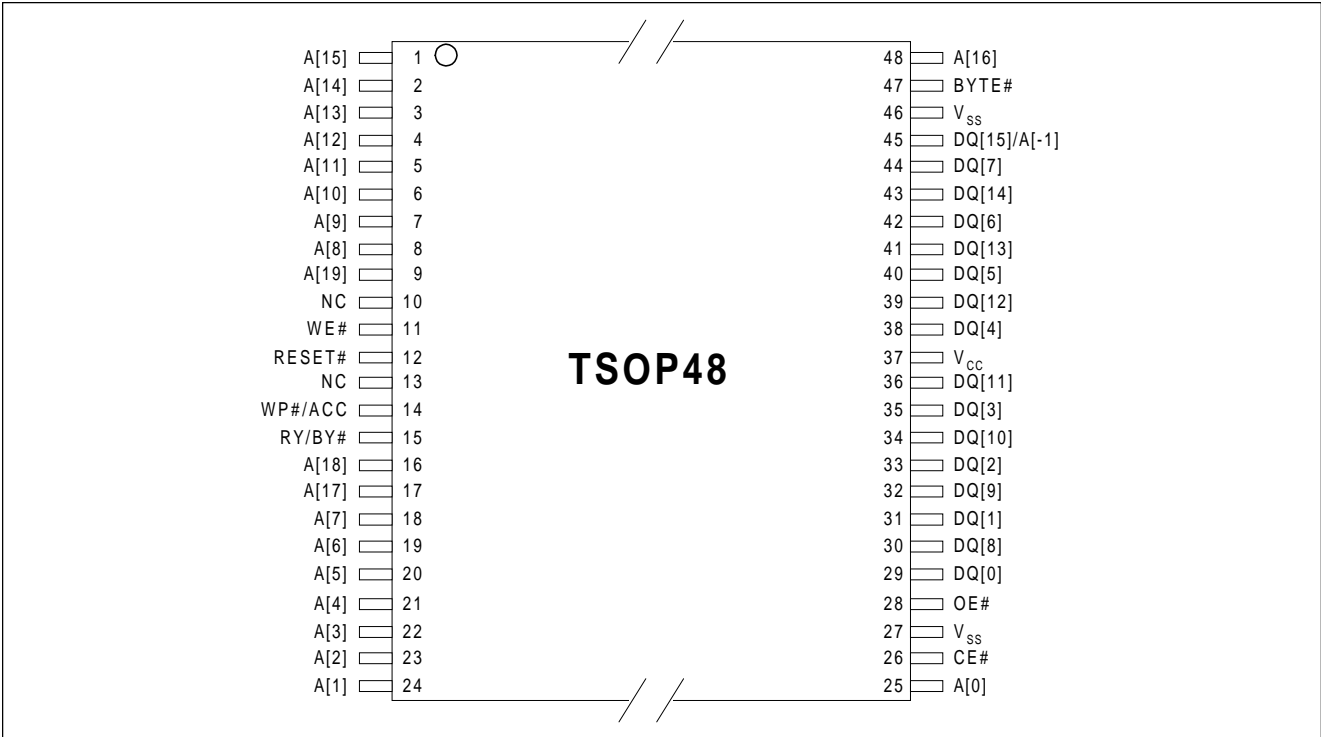 A[15] 1 48 A[16]
A[14] 2 47 BYTE#
A[13] 3 46 VSS
A[12] 4 45 DQ[15]/A[-1]
A[11] 5 44 DQ[7]
A[10] 6 43 DQ[14]
A[9] 7 42 DQ[6]
A[8] 8 41 DQ[13]
A[19] 9 40 DQ[5]
NC 10 39 DQ[12]
WE# 11 38 DQ[4]
RESET# 12 37 VCC
TSOP48
NC 13 36 DQ[11]
WP#/ACC 14 35 DQ[3]
RY/BY# 15 34 DQ[10]
A[18] 16 33 DQ[2]
A[17] 17 32 DQ[9]
A[7] 18 31 DQ[1]
A[6] 19 30 DQ[8]
A[5] 20 29 DQ[0]
A[4] 21 28 OE#
A[3] 22 27 VSS
A[2] 23 26 CE#
A[1] 24 25 A[0]